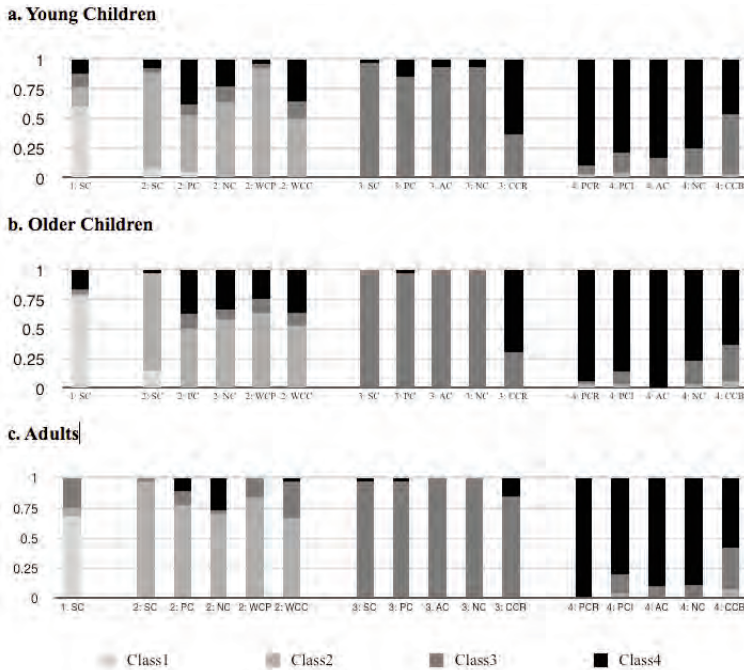 a. Young Children
1
0.75
0.5
0.25
0
1: SC 2: SC 2: PC 2: NC 2: WCP 2: WCC 3: SC 3: PC 3: AC 3: NC 3: CCR 4: PCR 4: PCI 4: AC 4: NC 4: CCB
b. Older Children
1
0.75
0.5
0.25
0
1: SC 2: SC 2: PC 2: NC 2: WCP 2: WCC 3: SC 3: PC 3: AC 3: NC 3: CCR 4: PCR 4: PCI 4: AC 4: NC 4: CCB
c. Adults
1
0.75
0.5
0.25
0
1: SC 2: SC 2: PC 2: NC 2: WCP 2: WCC 3: SC 3: PC 3. AC 3: NC 3: CCR 4: PCR 4: PCI 4: AC 4: NC 4: CCB
Class1 Class2 Class3 Class4